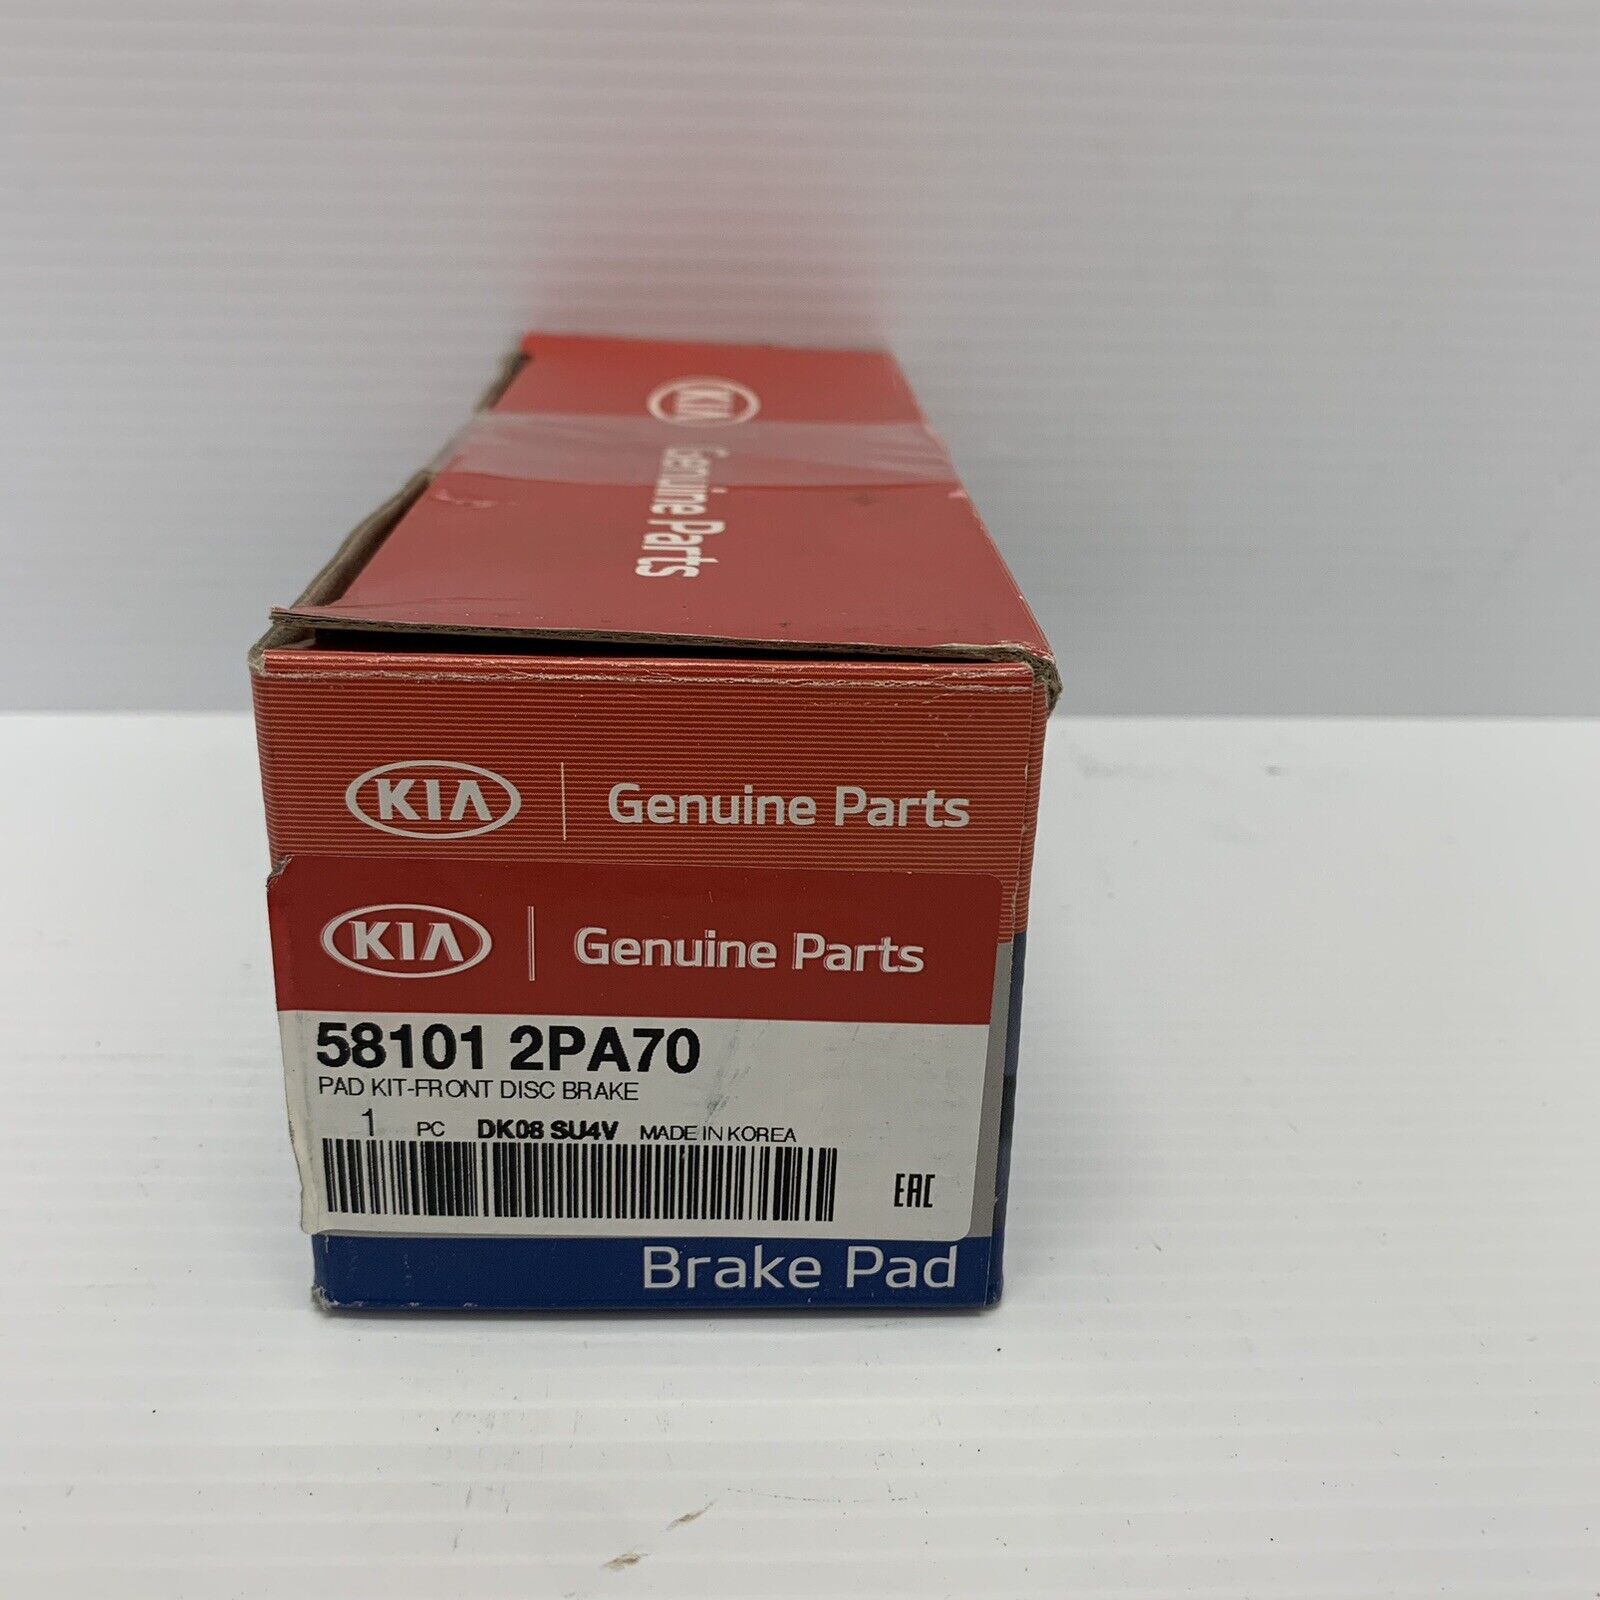 KIA Genuine Parts
KIA Genuine Parts
KIA Genuine Parts
58101 2PA70
PAD KIT-FRONT DISC BRAKE
1 PC DK08 SU4V MADE IN KOREA
EAC
Brake Pad